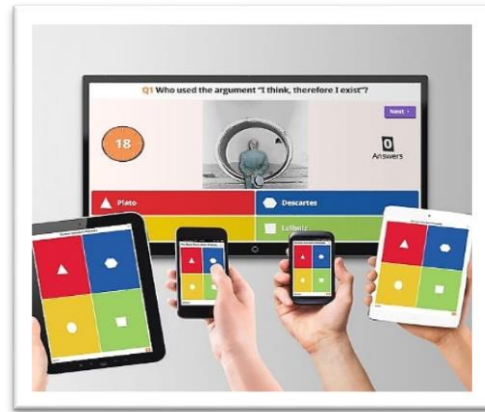 Q1 Who used the argument "I think, therefore I exist"?
Next
18
0
Answers
Plato
Descartes
Leibniz